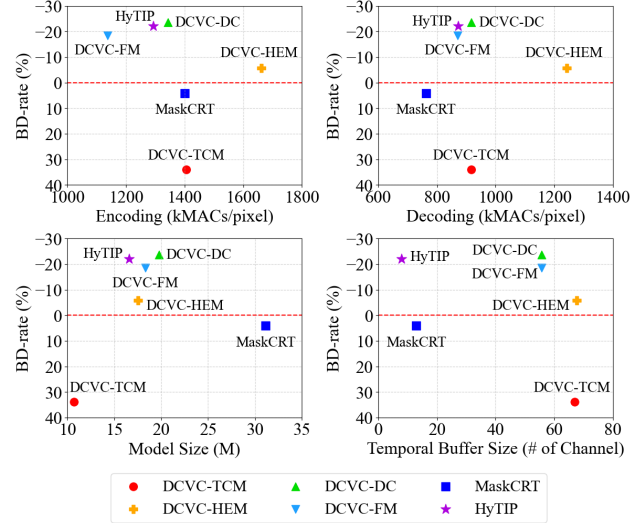 −30
−20
−10
0
10
20
30
40
BD-rate (%)
HyTIP
DCVC-DC
DCVC-FM
DCVC-HEM
MaskCRT
DCVC-TCM
1000 1200 1400 1600 1800
Encoding (kMACs/pixel)
−30
−20
−10
0
10
20
30
40
BD-rate (%)
HyTIP
DCVC-DC
DCVC-FM
DCVC-HEM
MaskCRT
DCVC-TCM
600 800 1000 1200 1400
Decoding (kMACs/pixel)
−30
−20
−10
0
10
20
30
40
BD-rate (%)
HyTIP
DCVC-DC
DCVC-FM
DCVC-HEM
MaskCRT
DCVC-TCM
10 15 20 25 30 35
Model Size (M)
−30
−20
−10
0
10
20
30
40
BD-rate (%)
HyTIP
DCVC-DC
DCVC-FM
DCVC-HEM
MaskCRT
DCVC-TCM
0 20 40 60 80
Temporal Buffer Size (# of Channel)
DCVC-TCM DCVC-DC MaskCRT
DCVC-HEM DCVC-FM HyTIP